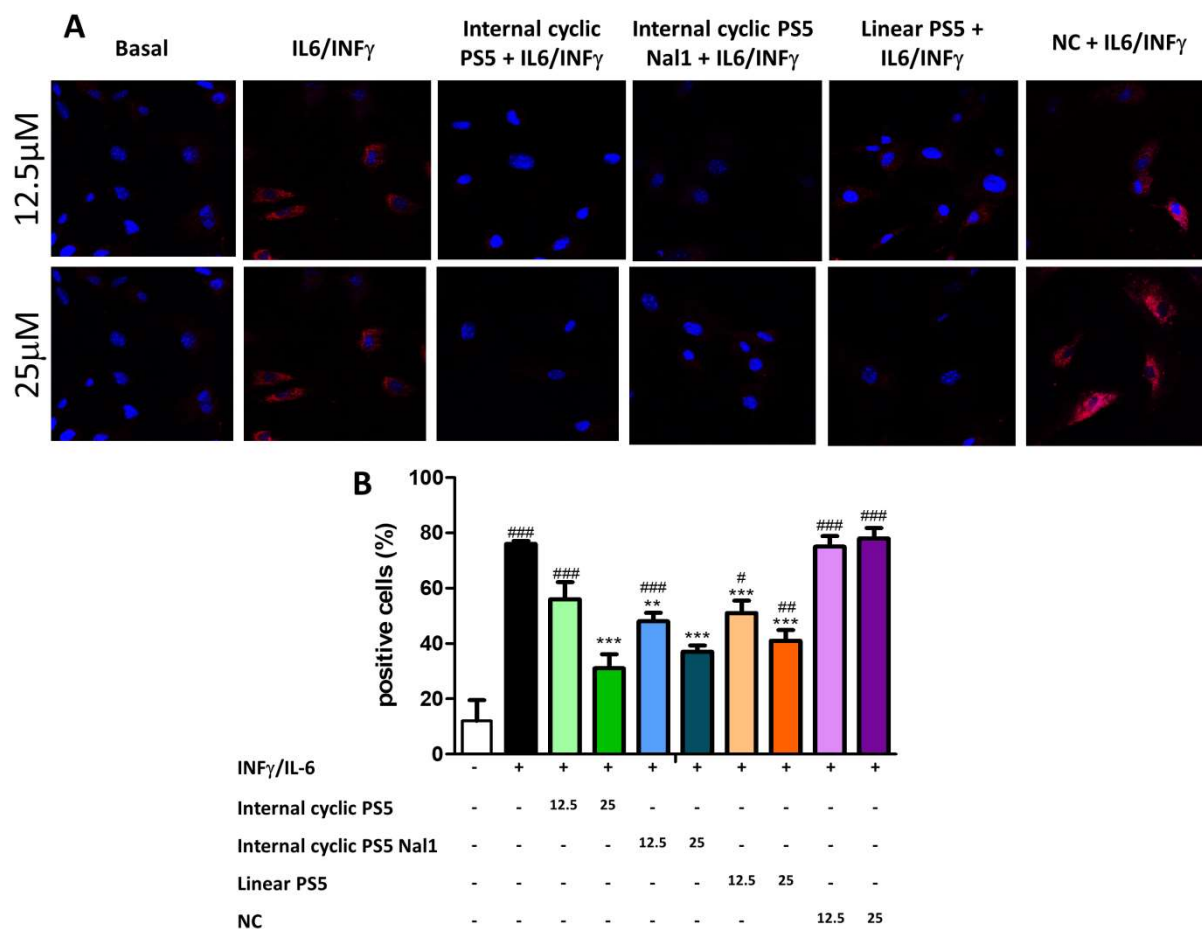 A
Basal
IL6/INFγ
Internal cyclic
PS5 + IL6/INFγ
Internal cyclic PS5
Nal1 + IL6/INFγ
Linear PS5 +
IL6/INFγ
NC + IL6/INFγ
12.5μM
25μM
B
positive cells (%)
100
80
60
40
20
0
###
###
***
###
**
***
#
***
##
***
###
###
INFγ/IL-6 - + + + + + + + + +
Internal cyclic PS5 - - 12.5 25 - - - - - -
Internal cyclic PS5 Nal1 - - - - 12.5 25 - - - -
Linear PS5 - - - - - - 12.5 25 - -
NC - - - - - - - - 12.5 25